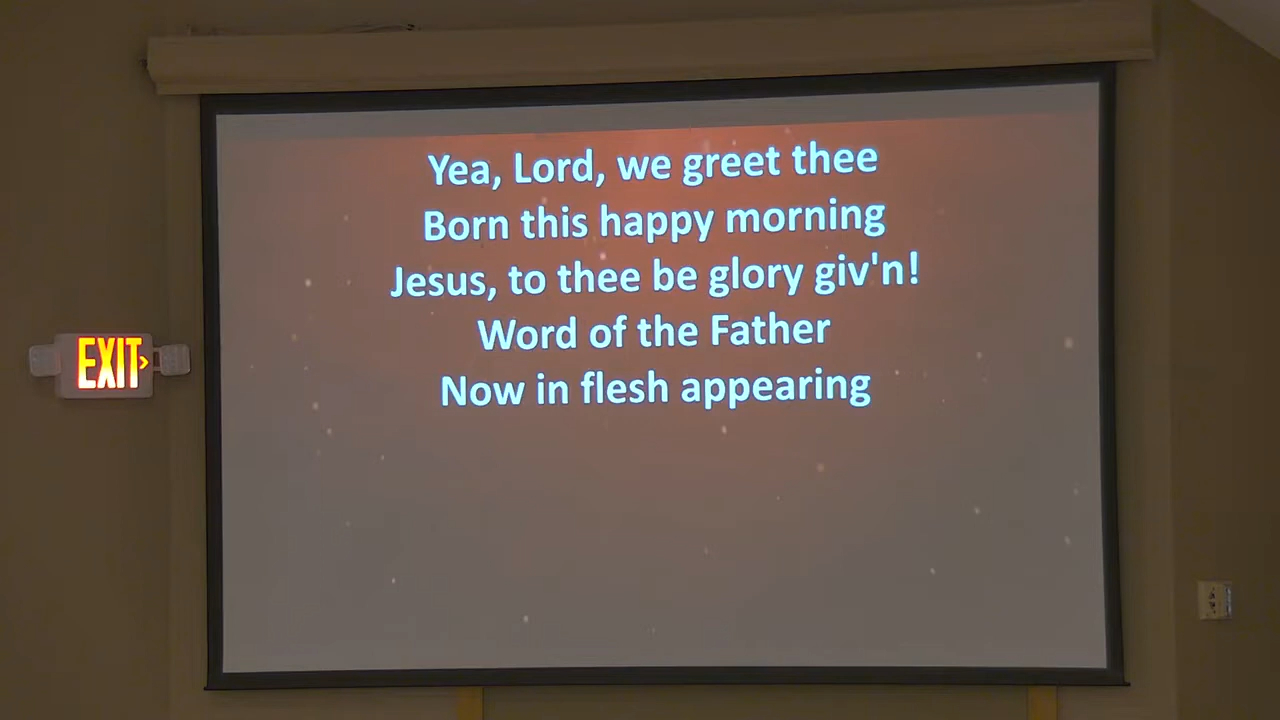 Yea, Lord, we greet thee
Born this happy morning
Jesus, to thee be glory giv'n!
Word of the Father
Now in flesh appearing
EXIT